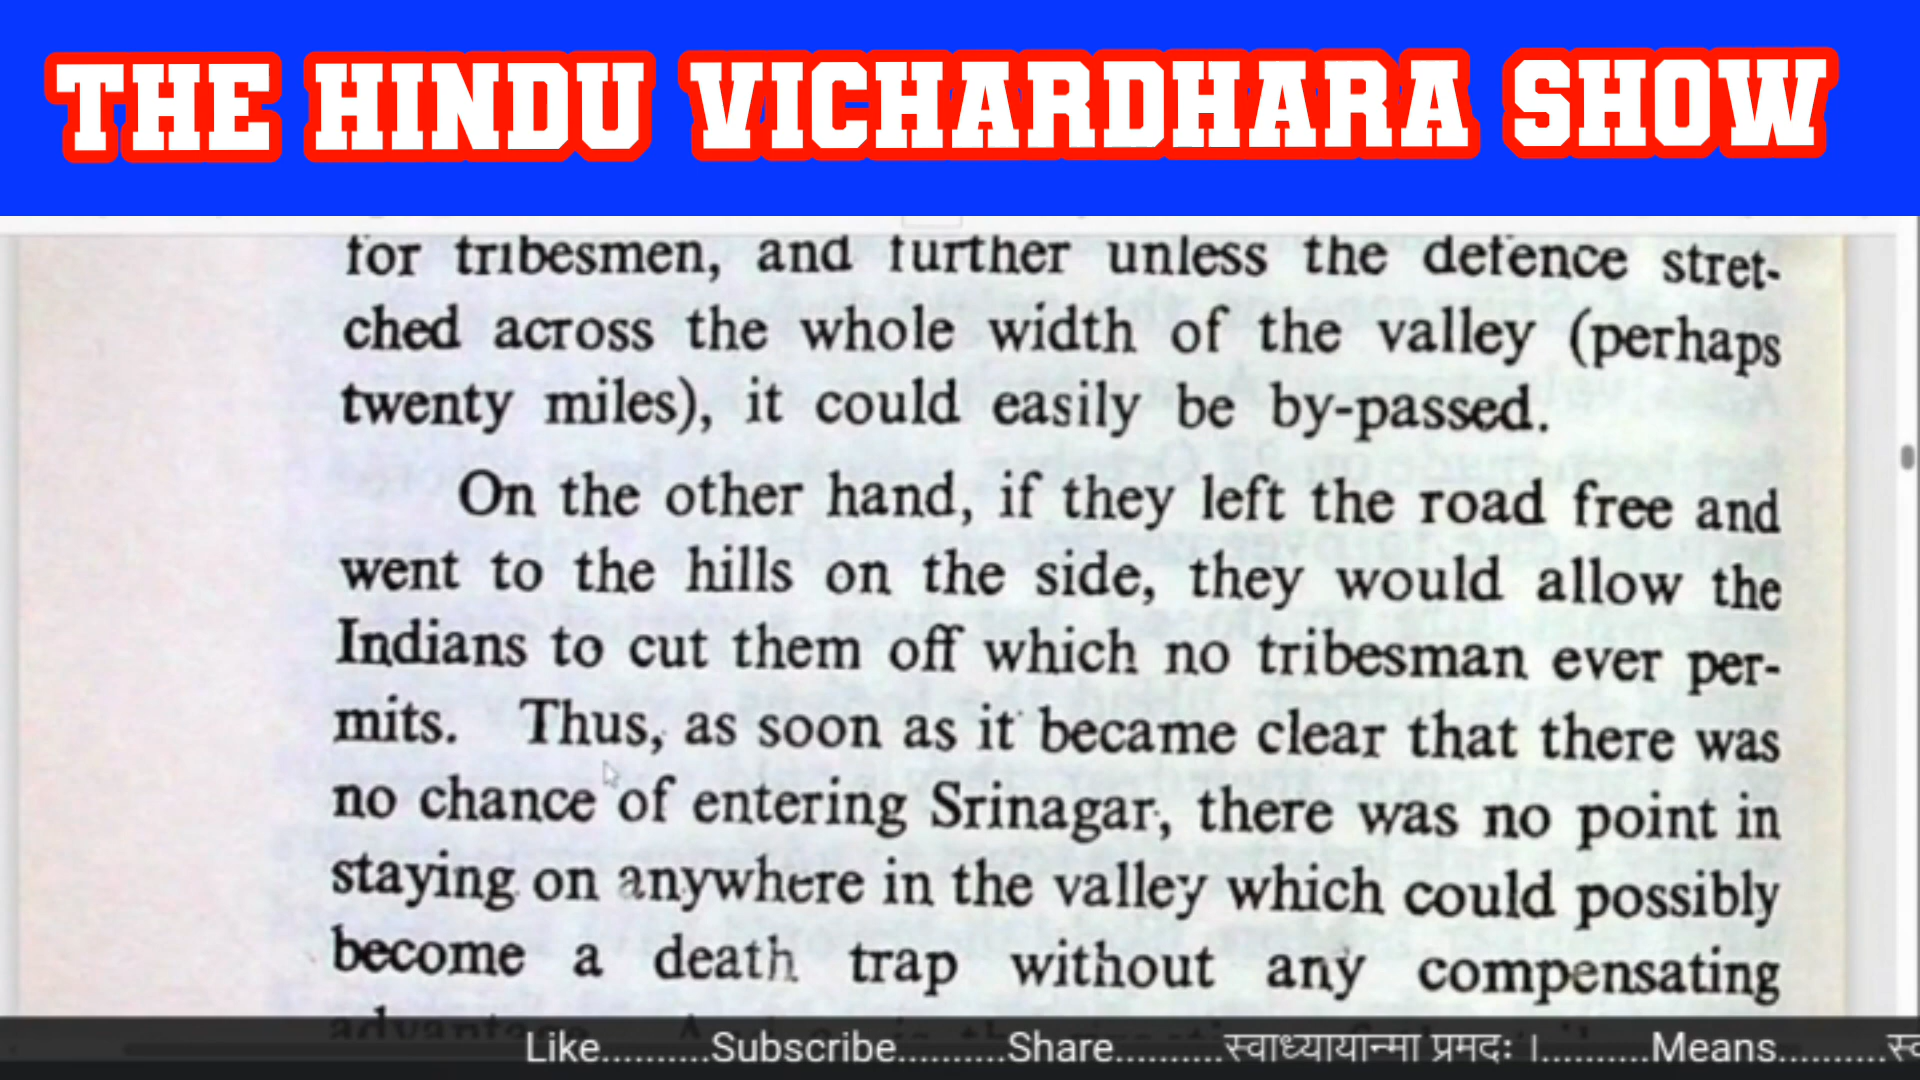 THE HINDU VICHARDHARA SHOW
for tribesmen, and further unless the defence stret-
ched across the whole width of the valley (perhaps
twenty miles), it could easily be by-passed.
On the other hand, if they left the road free and
went to the hills on the side, they would allow the
Indians to cut them off which no tribesman ever per-
mits. Thus, as soon as it became clear that there was
no chance of entering Srinagar, there was no point in
staying on anywhere in the valley which could possibly
become a death trap without any compensating
Like..........Subscribe..........Share..........स्वाध्यायान्मा प्रमदः ।..........Means..........